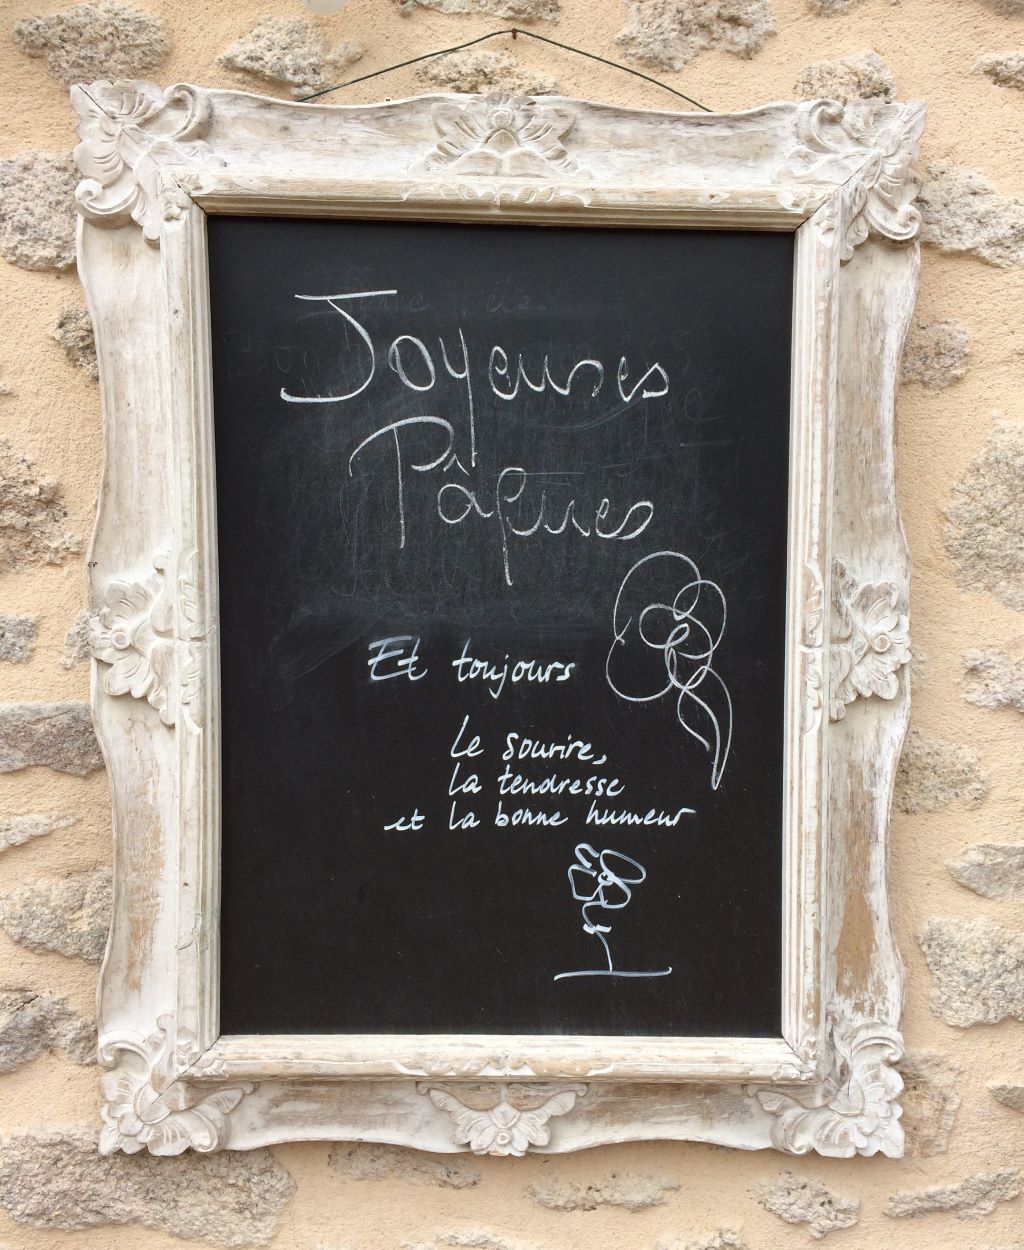 Joyeuses
Pâques
Et toujours
le sourire,
la tendresse
et la bonne humeur